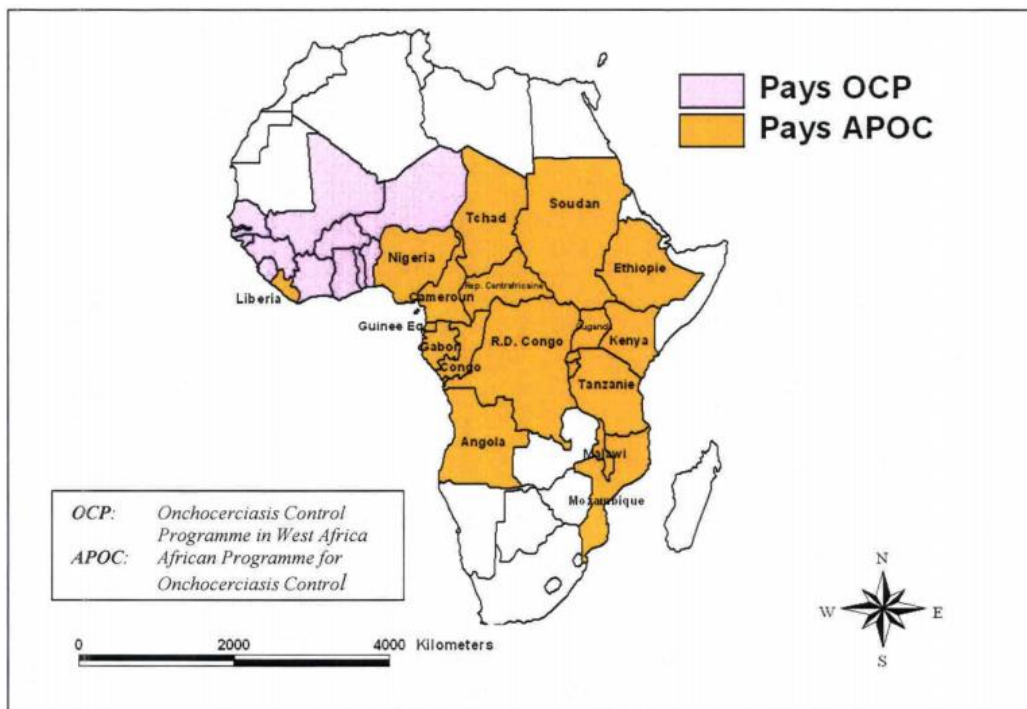 Pays OCP
Pays APOC
Tchad
Soudan
Nigeria
Ethiopie
Rep. Centrafricaine
Cameroun
Liberia
Guinee Eq
Ouganda
Gabon
R.D. Congo
Kenya
Congo
Tanzanie
Angola
Malawi
Mozambique
OCP: Onchocerciasis Control
Programme in West Africa
APOC: African Programme for
Onchocerciasis Control
0 2000 4000 Kilometers
N
W E
S